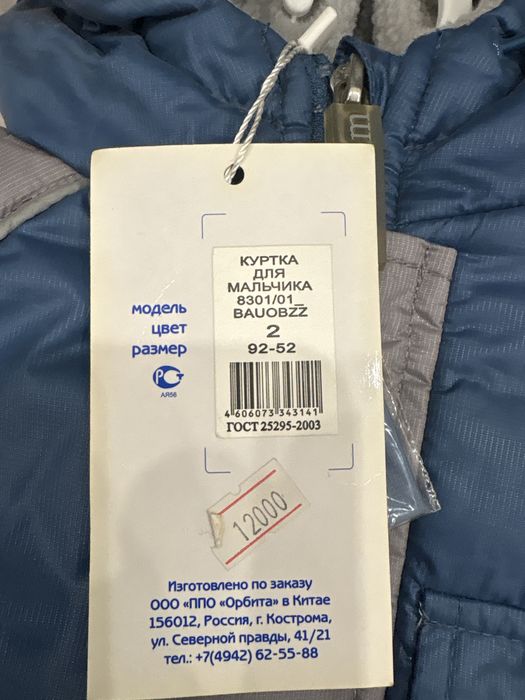 КУРТКА
ДЛЯ
МАЛЬЧИКА
8301/01_
BAUOBZZ
2
92-52
4 606073 343141
ГОСТ 25295-2003
модель
цвет
размер
РСТ
АЯ56
12000
Изготовлено по заказу
ООО «ППО «Орбита» в Китае
156012, Россия, г. Кострома,
ул. Северной правды, 41/21
тел.: +7(4942) 62-55-88